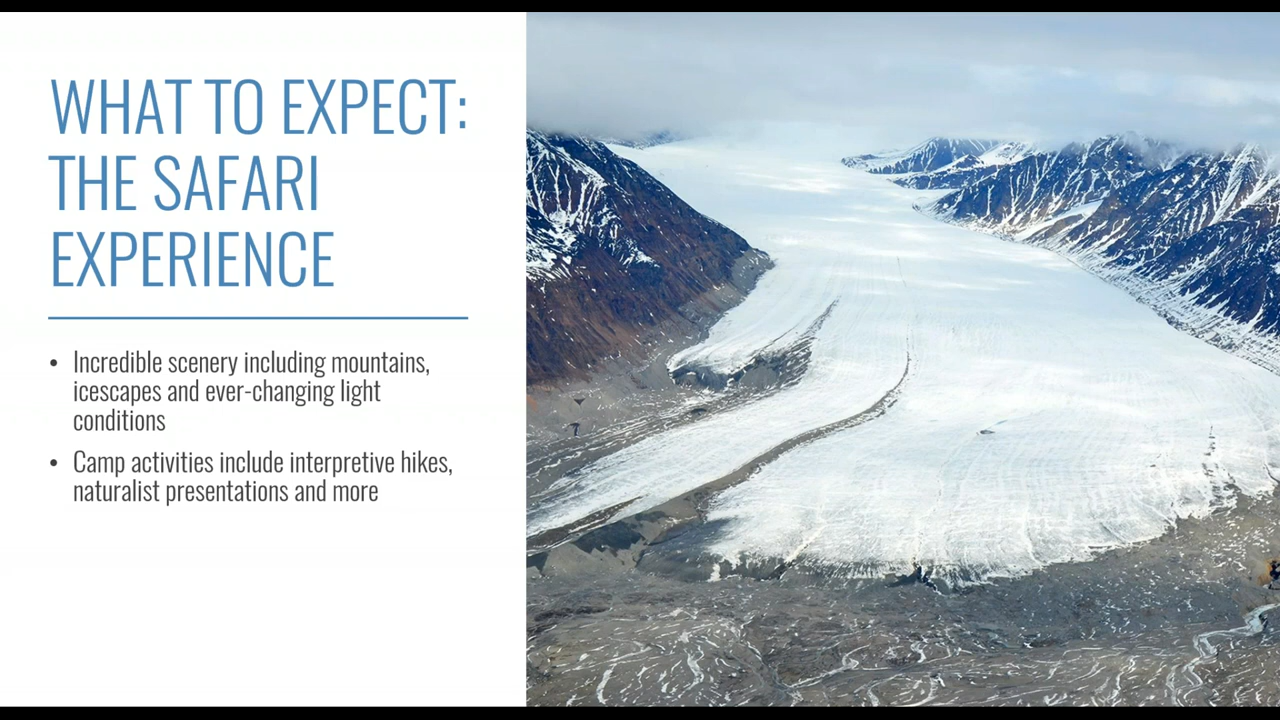 WHAT TO EXPECT:
THE SAFARI
EXPERIENCE
• Incredible scenery including mountains,
icescapes and ever-changing light
conditions
• Camp activities include interpretive hikes,
naturalist presentations and more